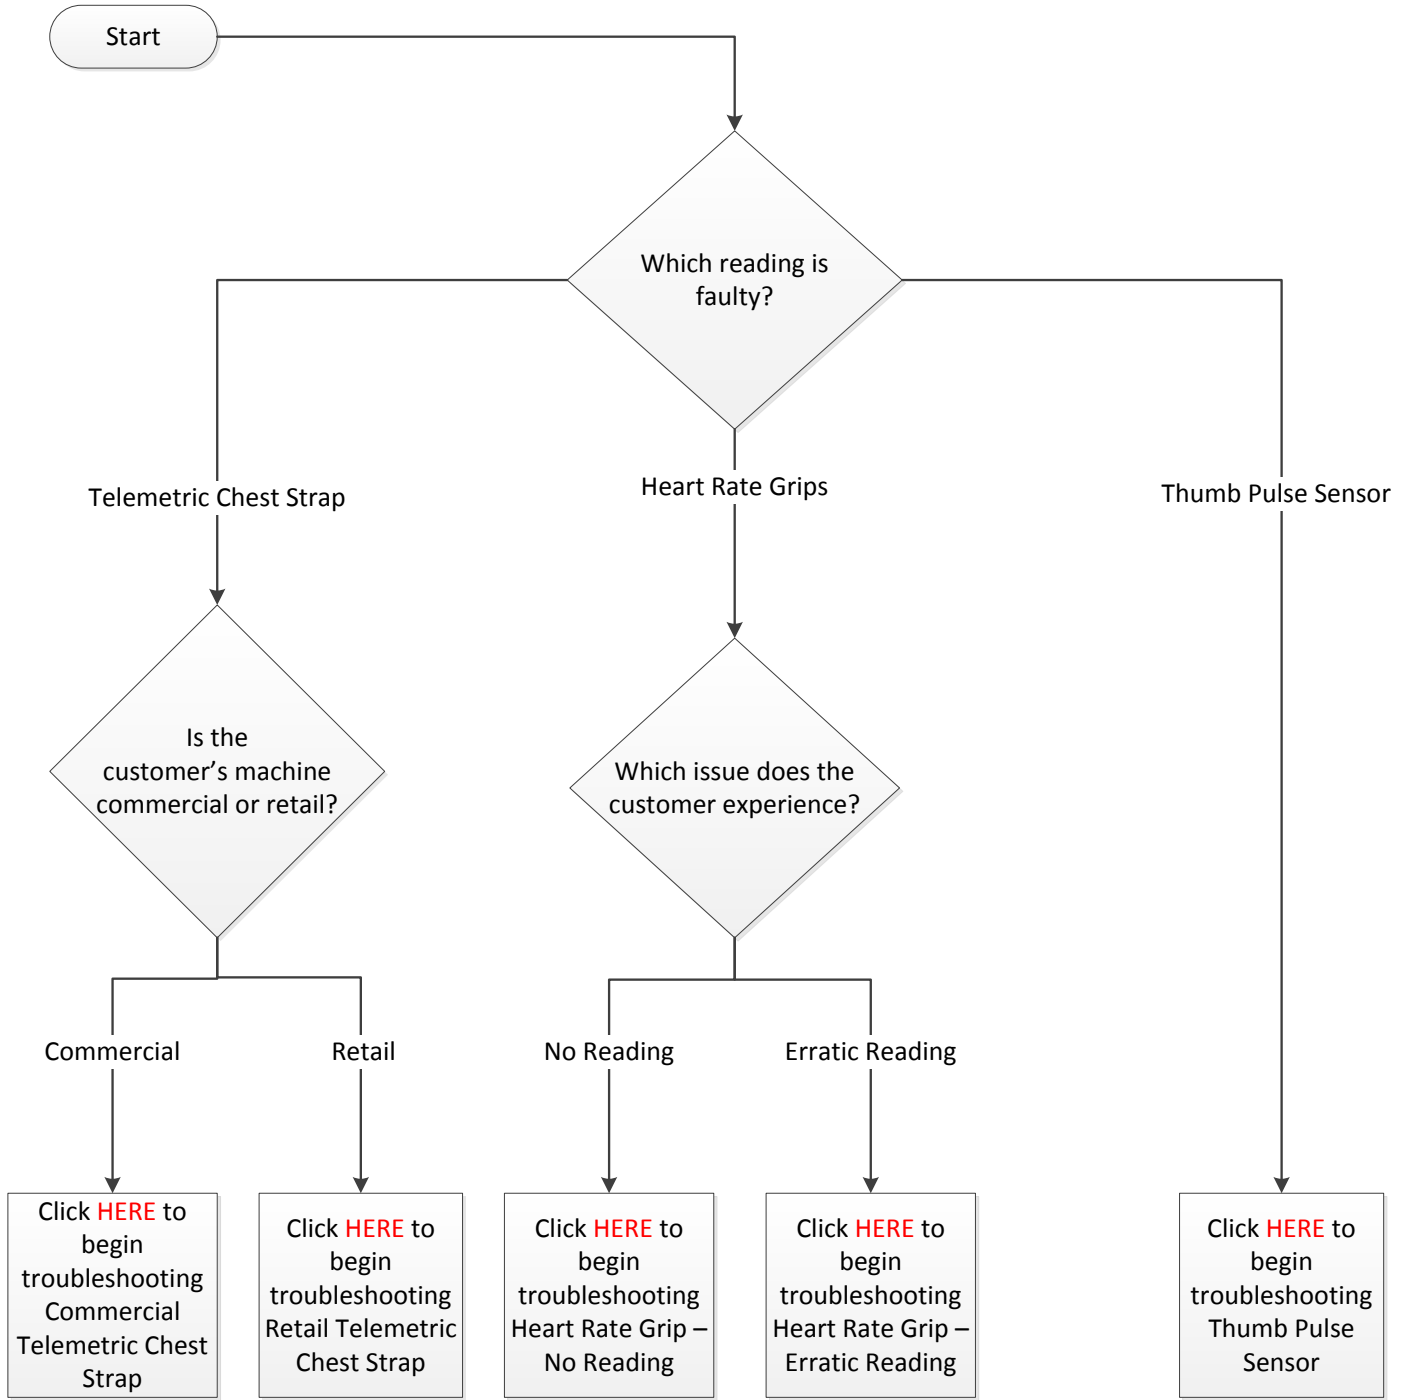 Start
Which reading is
faulty?
Telemetric Chest Strap
Heart Rate Grips
Thumb Pulse Sensor
Is the
customer’s machine
commercial or retail?
Which issue does the
customer experience?
Commercial
Retail
No Reading
Erratic Reading
Click HERE to
begin
troubleshooting
Commercial
Telemetric Chest
Strap
Click HERE to
begin
troubleshooting
Retail Telemetric
Chest Strap
Click HERE to
begin
troubleshooting
Heart Rate Grip –
No Reading
Click HERE to
begin
troubleshooting
Heart Rate Grip –
Erratic Reading
Click HERE to
begin
troubleshooting
Thumb Pulse
Sensor